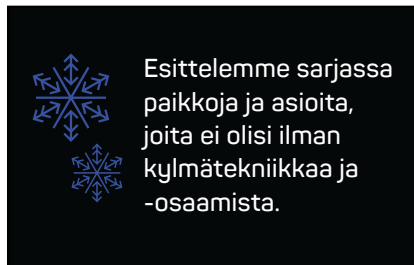 Esittelemme sarjassa
paikkoja ja asioita,
joita ei olisi ilman
kylmätekniikkaa ja
-osaamista.